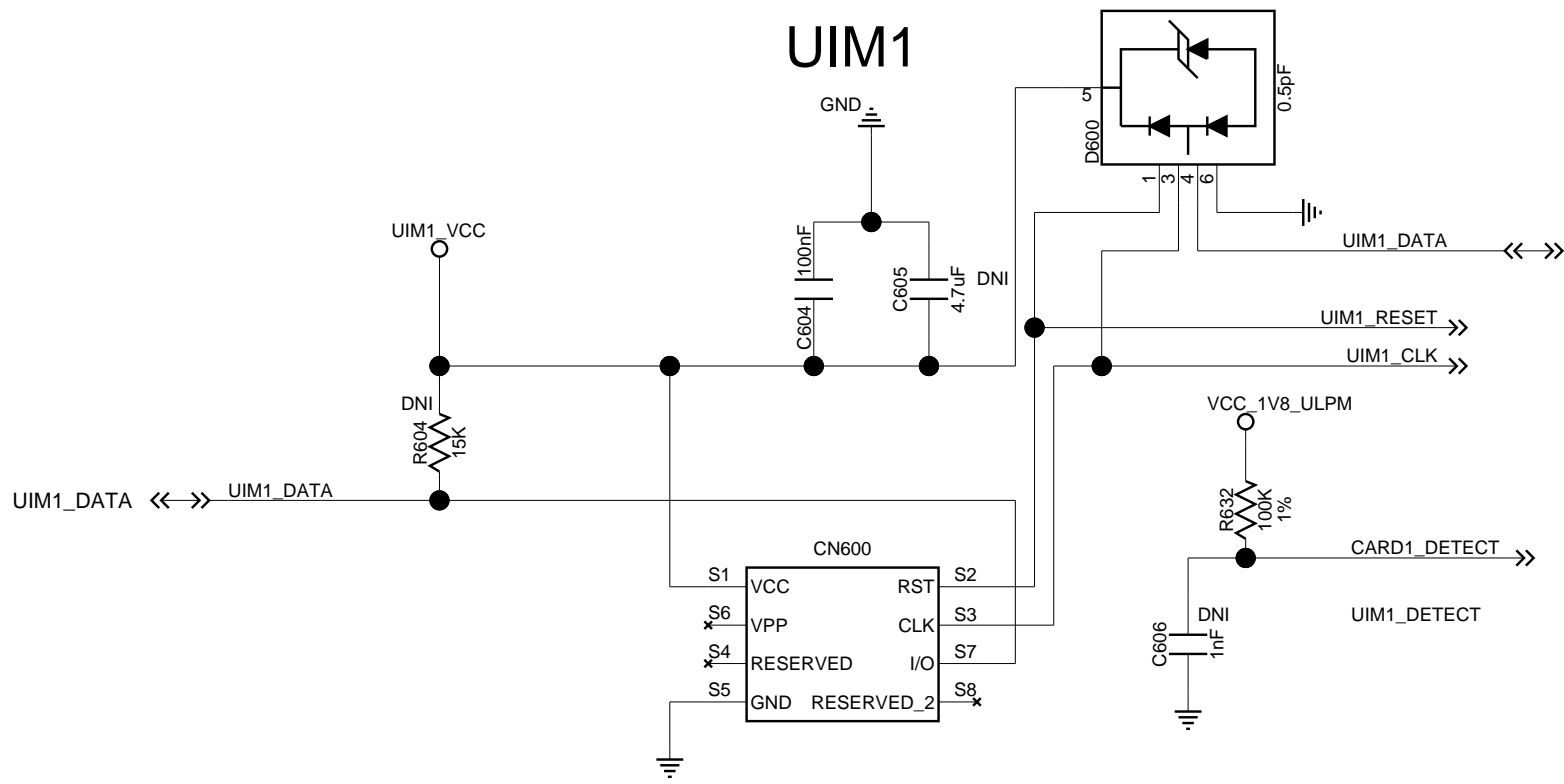 UIM1
GND
5
D600
0.5pF
1
3
4
6
UIM1_VCC
100nF
C604
C605
4.7uF
DNI
UIM1_DATA
UIM1_RESET
UIM1_CLK
DNI
R604
15K
VCC_1V8_ULPM
UIM1_DATA
UIM1_DATA
R632
100K
1%
CARD1_DETECT
CN600
S1
VCC
RST
S2
S6
VPP
CLK
S3
S4
RESERVED
I/O
S7
S5
GND
RESERVED_2
S8
DNI
UIM1_DETECT
C606
1nF